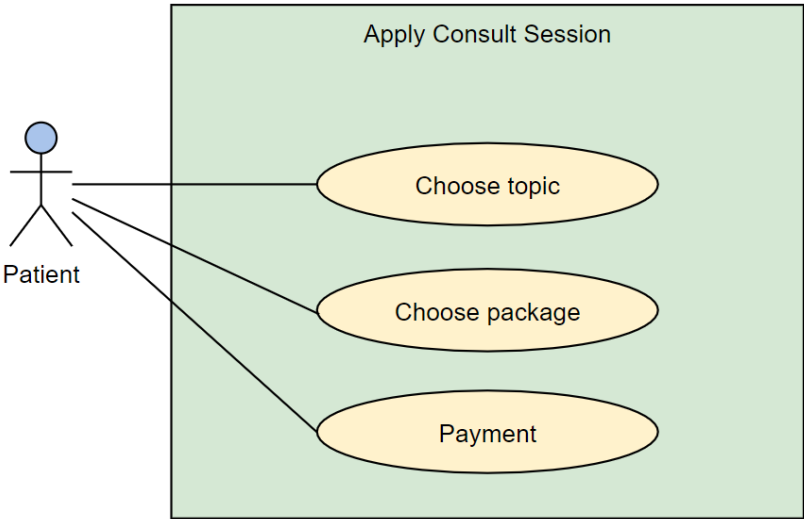 Apply Consult Session
Choose topic
Patient
Choose package
Payment